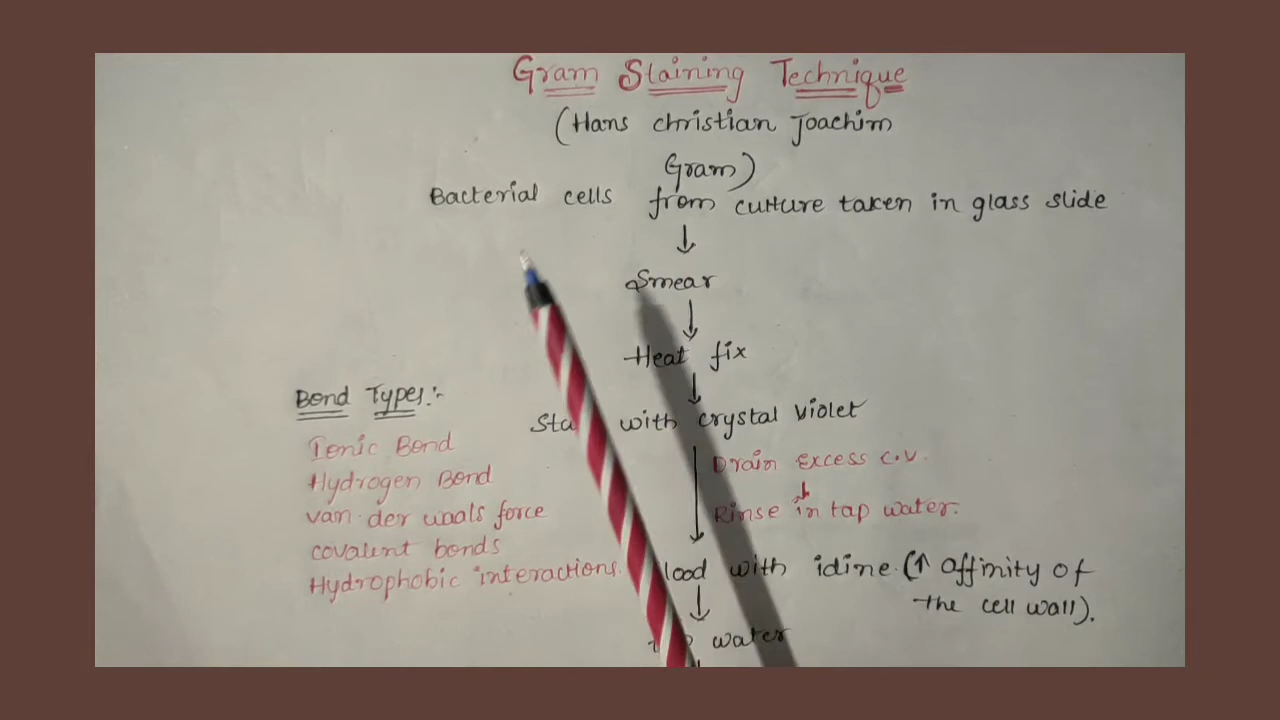 Gram Staining Technique
(Hans christian Joachim
Gram)
Bacterial cells from culture taken in glass slide
↓
Smear
↓
Heat fix
↓
with crystal violet
Drain excess c.v.
↓
Rinse in tap water.
↓
with idine (↑ affinity of
the cell wall).
↓
water
Bond Types:-
Ionic Bond
Hydrogen Bond
van der waals force
covalent bonds
Hydrophobic interactions.